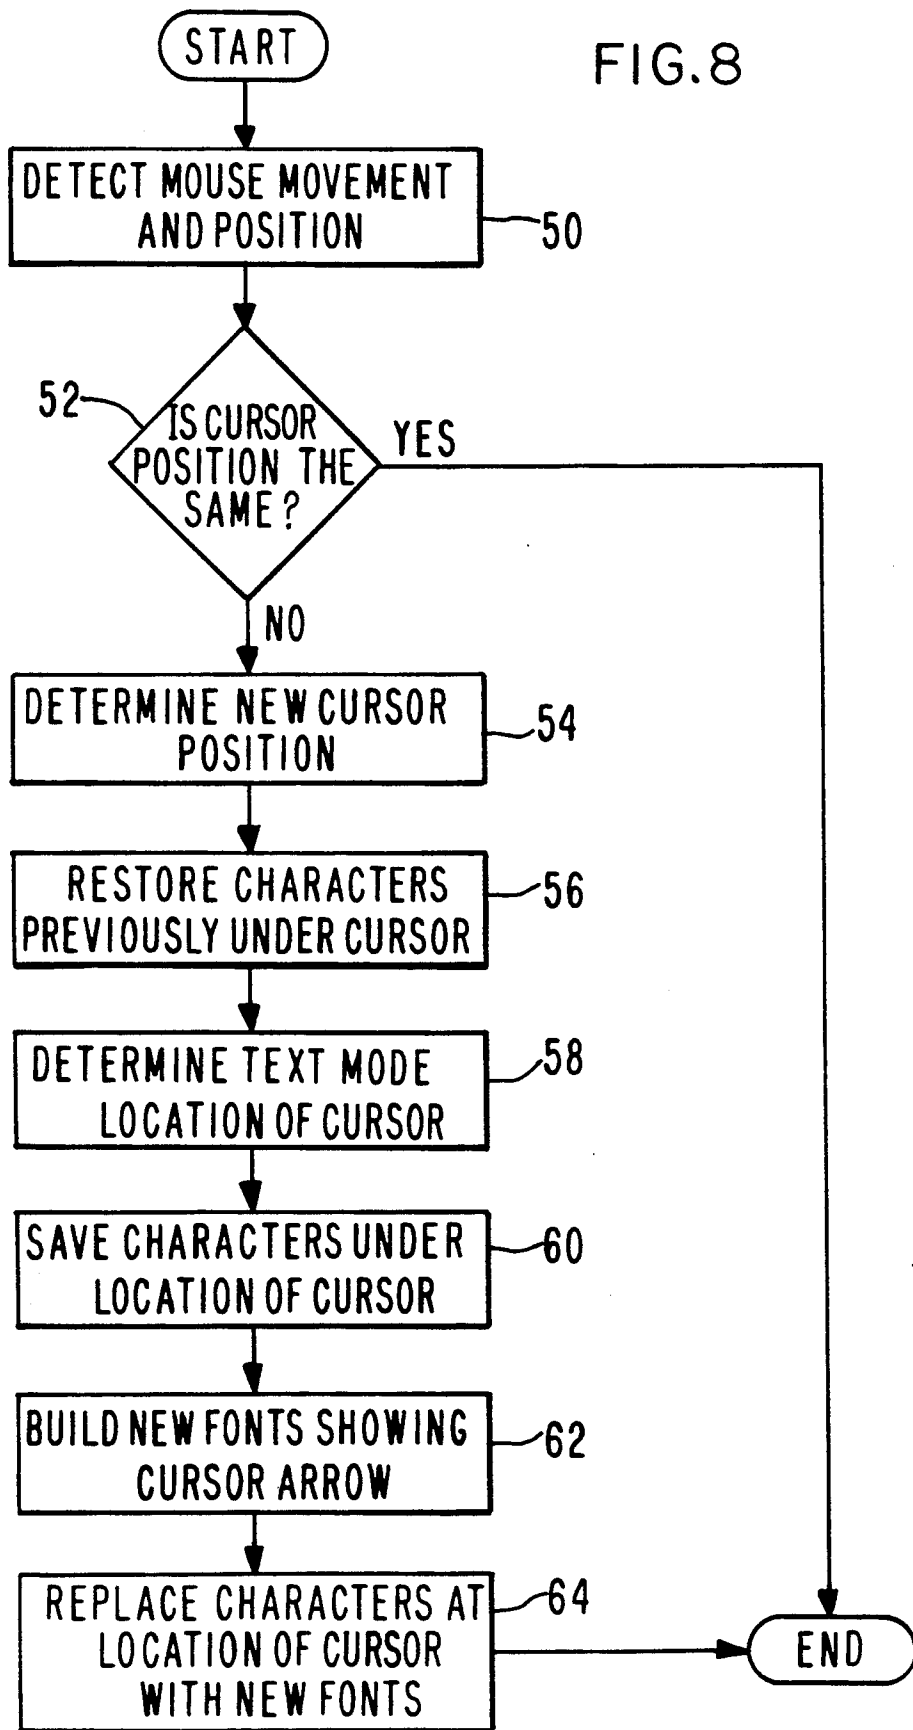 START
FIG.8
DETECT MOUSE MOVEMENT
AND POSITION
50
52
IS CURSOR
POSITION THE
SAME?
YES
NO
DETERMINE NEW CURSOR
POSITION
54
RESTORE CHARACTERS
PREVIOUSLY UNDER CURSOR
56
DETERMINE TEXT MODE
LOCATION OF CURSOR
58
SAVE CHARACTERS UNDER
LOCATION OF CURSOR
60
BUILD NEW FONTS SHOWING
CURSOR ARROW
62
REPLACE CHARACTERS AT
LOCATION OF CURSOR
WITH NEW FONTS
64
END